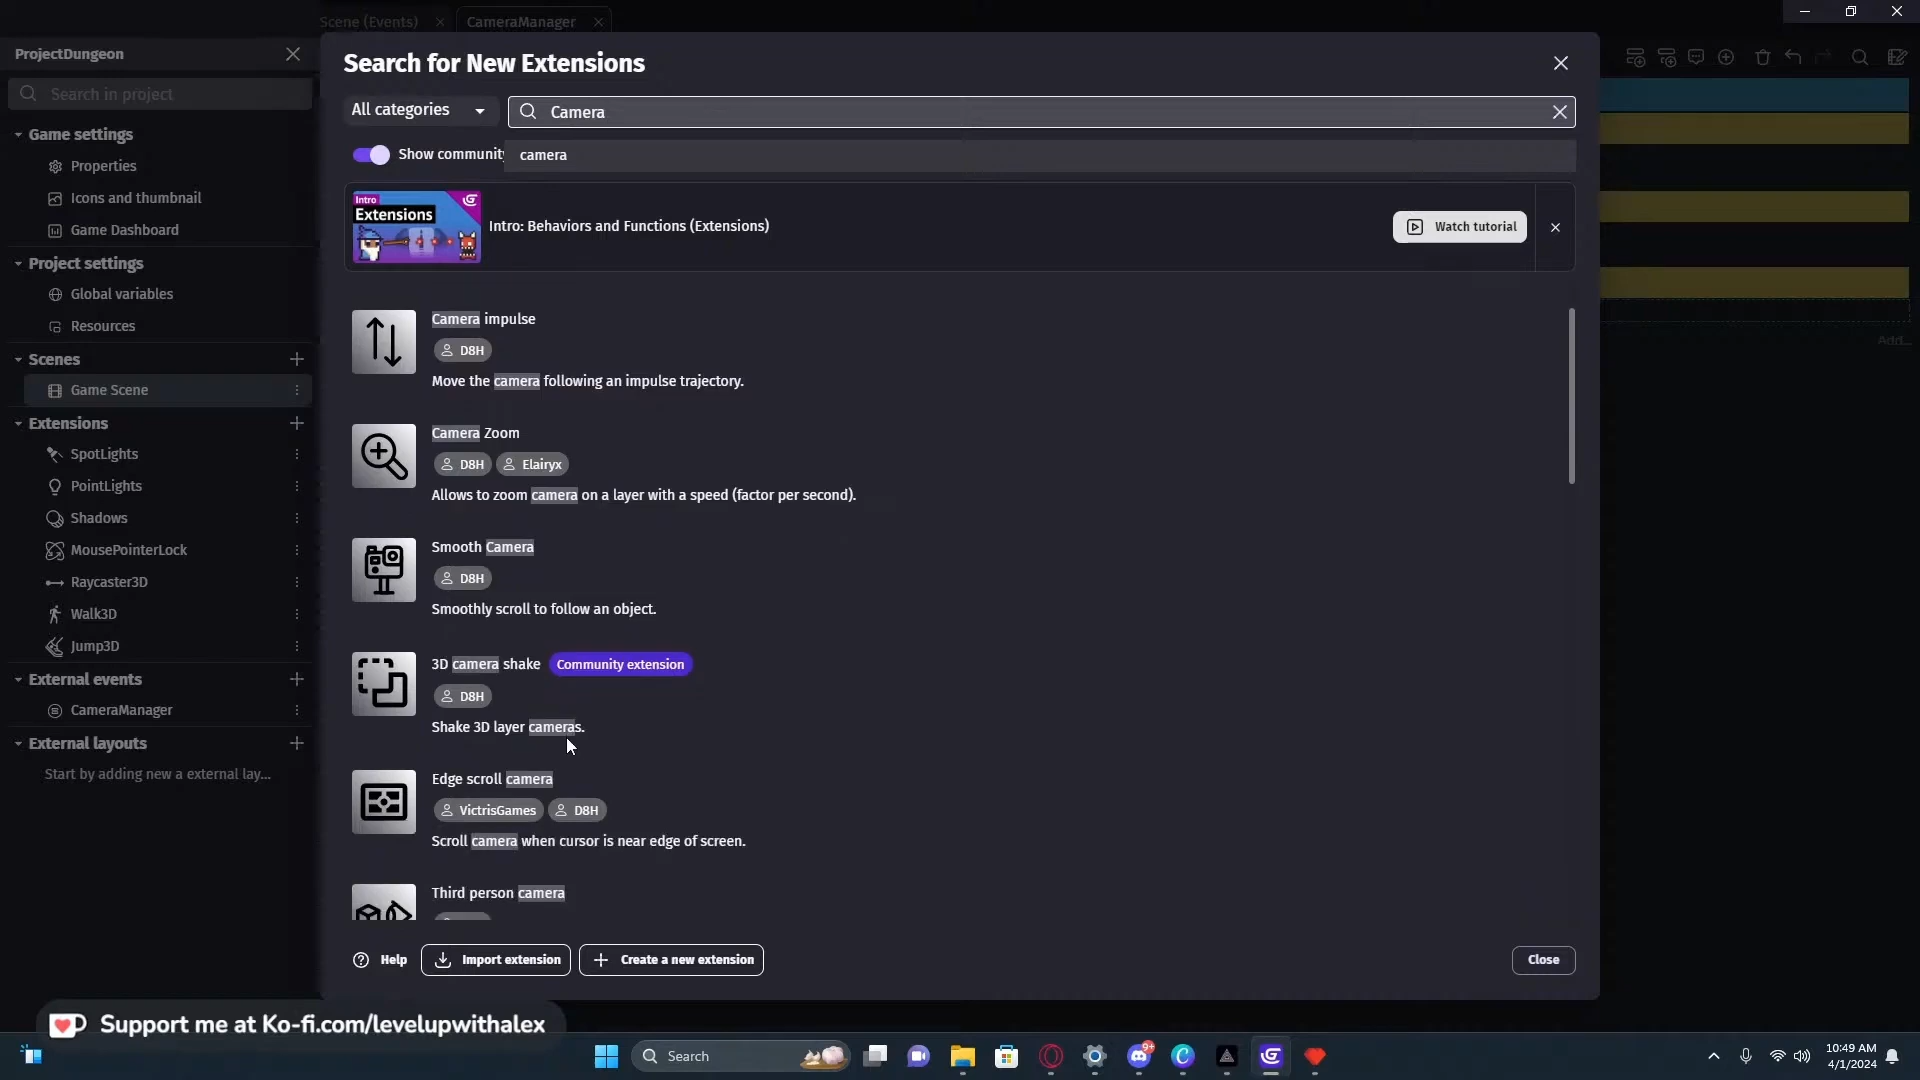 Scene (Events)
CameraManager
ProjectDungeon
Search in project
Game settings
Properties
Icons and thumbnail
Game Dashboard
Project settings
Global variables
Resources
Scenes
Game Scene
Extensions
SpotLights
PointLights
Shadows
MousePointerLock
Raycaster3D
Walk3D
Jump3D
External events
CameraManager
External layouts
Start by adding new a external lay...
Search for New Extensions
All categories
Camera
Show community
camera
Intro
Extensions
Intro: Behaviors and Functions (Extensions)
Watch tutorial
Camera impulse
D8H
Move the camera following an impulse trajectory.
Camera Zoom
D8H Elairyx
Allows to zoom camera on a layer with a speed (factor per second).
Smooth Camera
D8H
Smoothly scroll to follow an object.
3D camera shake Community extension
D8H
Shake 3D layer cameras.
Edge scroll camera
VictrisGames D8H
Scroll camera when cursor is near edge of screen.
Third person camera
Help
Import extension
Create a new extension
Close
Add...
Support me at Ko-fi.com/levelupwithalex
Search
9+
10:49 AM
4/1/2024